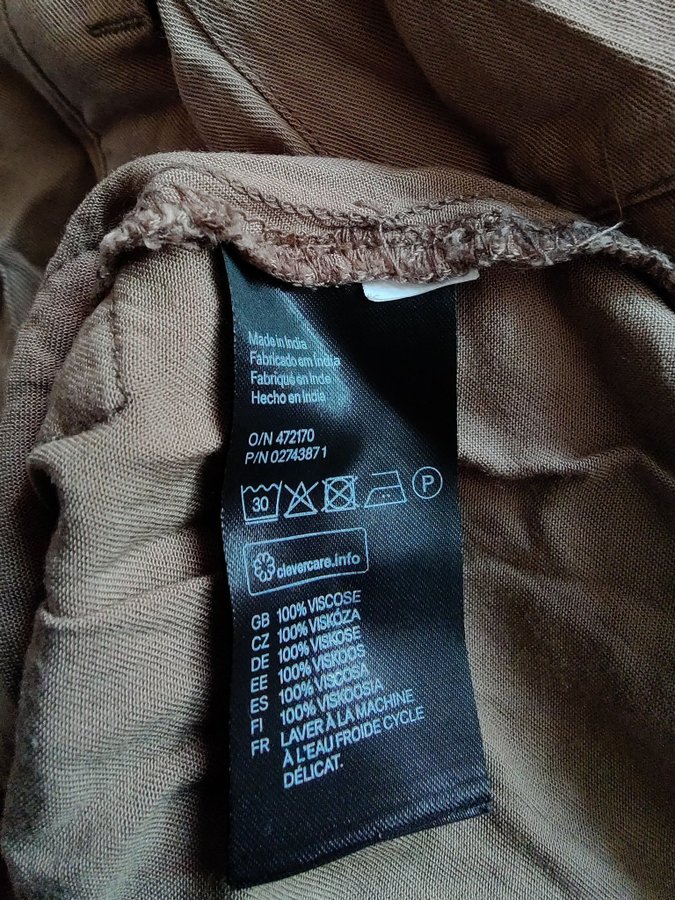 Made in India
Fabricado em Índia
Fabriqué en Inde
Hecho en India
O/N 472170
P/N 02743871
30 P
clevercare.info
GB 100% VISCOSE
CZ 100% VISKÓZA
DE 100% VISKOSE
EE 100% VISKOOS
ES 100% VISCOSA
FI 100% VISKOOSIA
FR LAVER À LA MACHINE
À L'EAU FROIDE CYCLE
DÉLICAT.